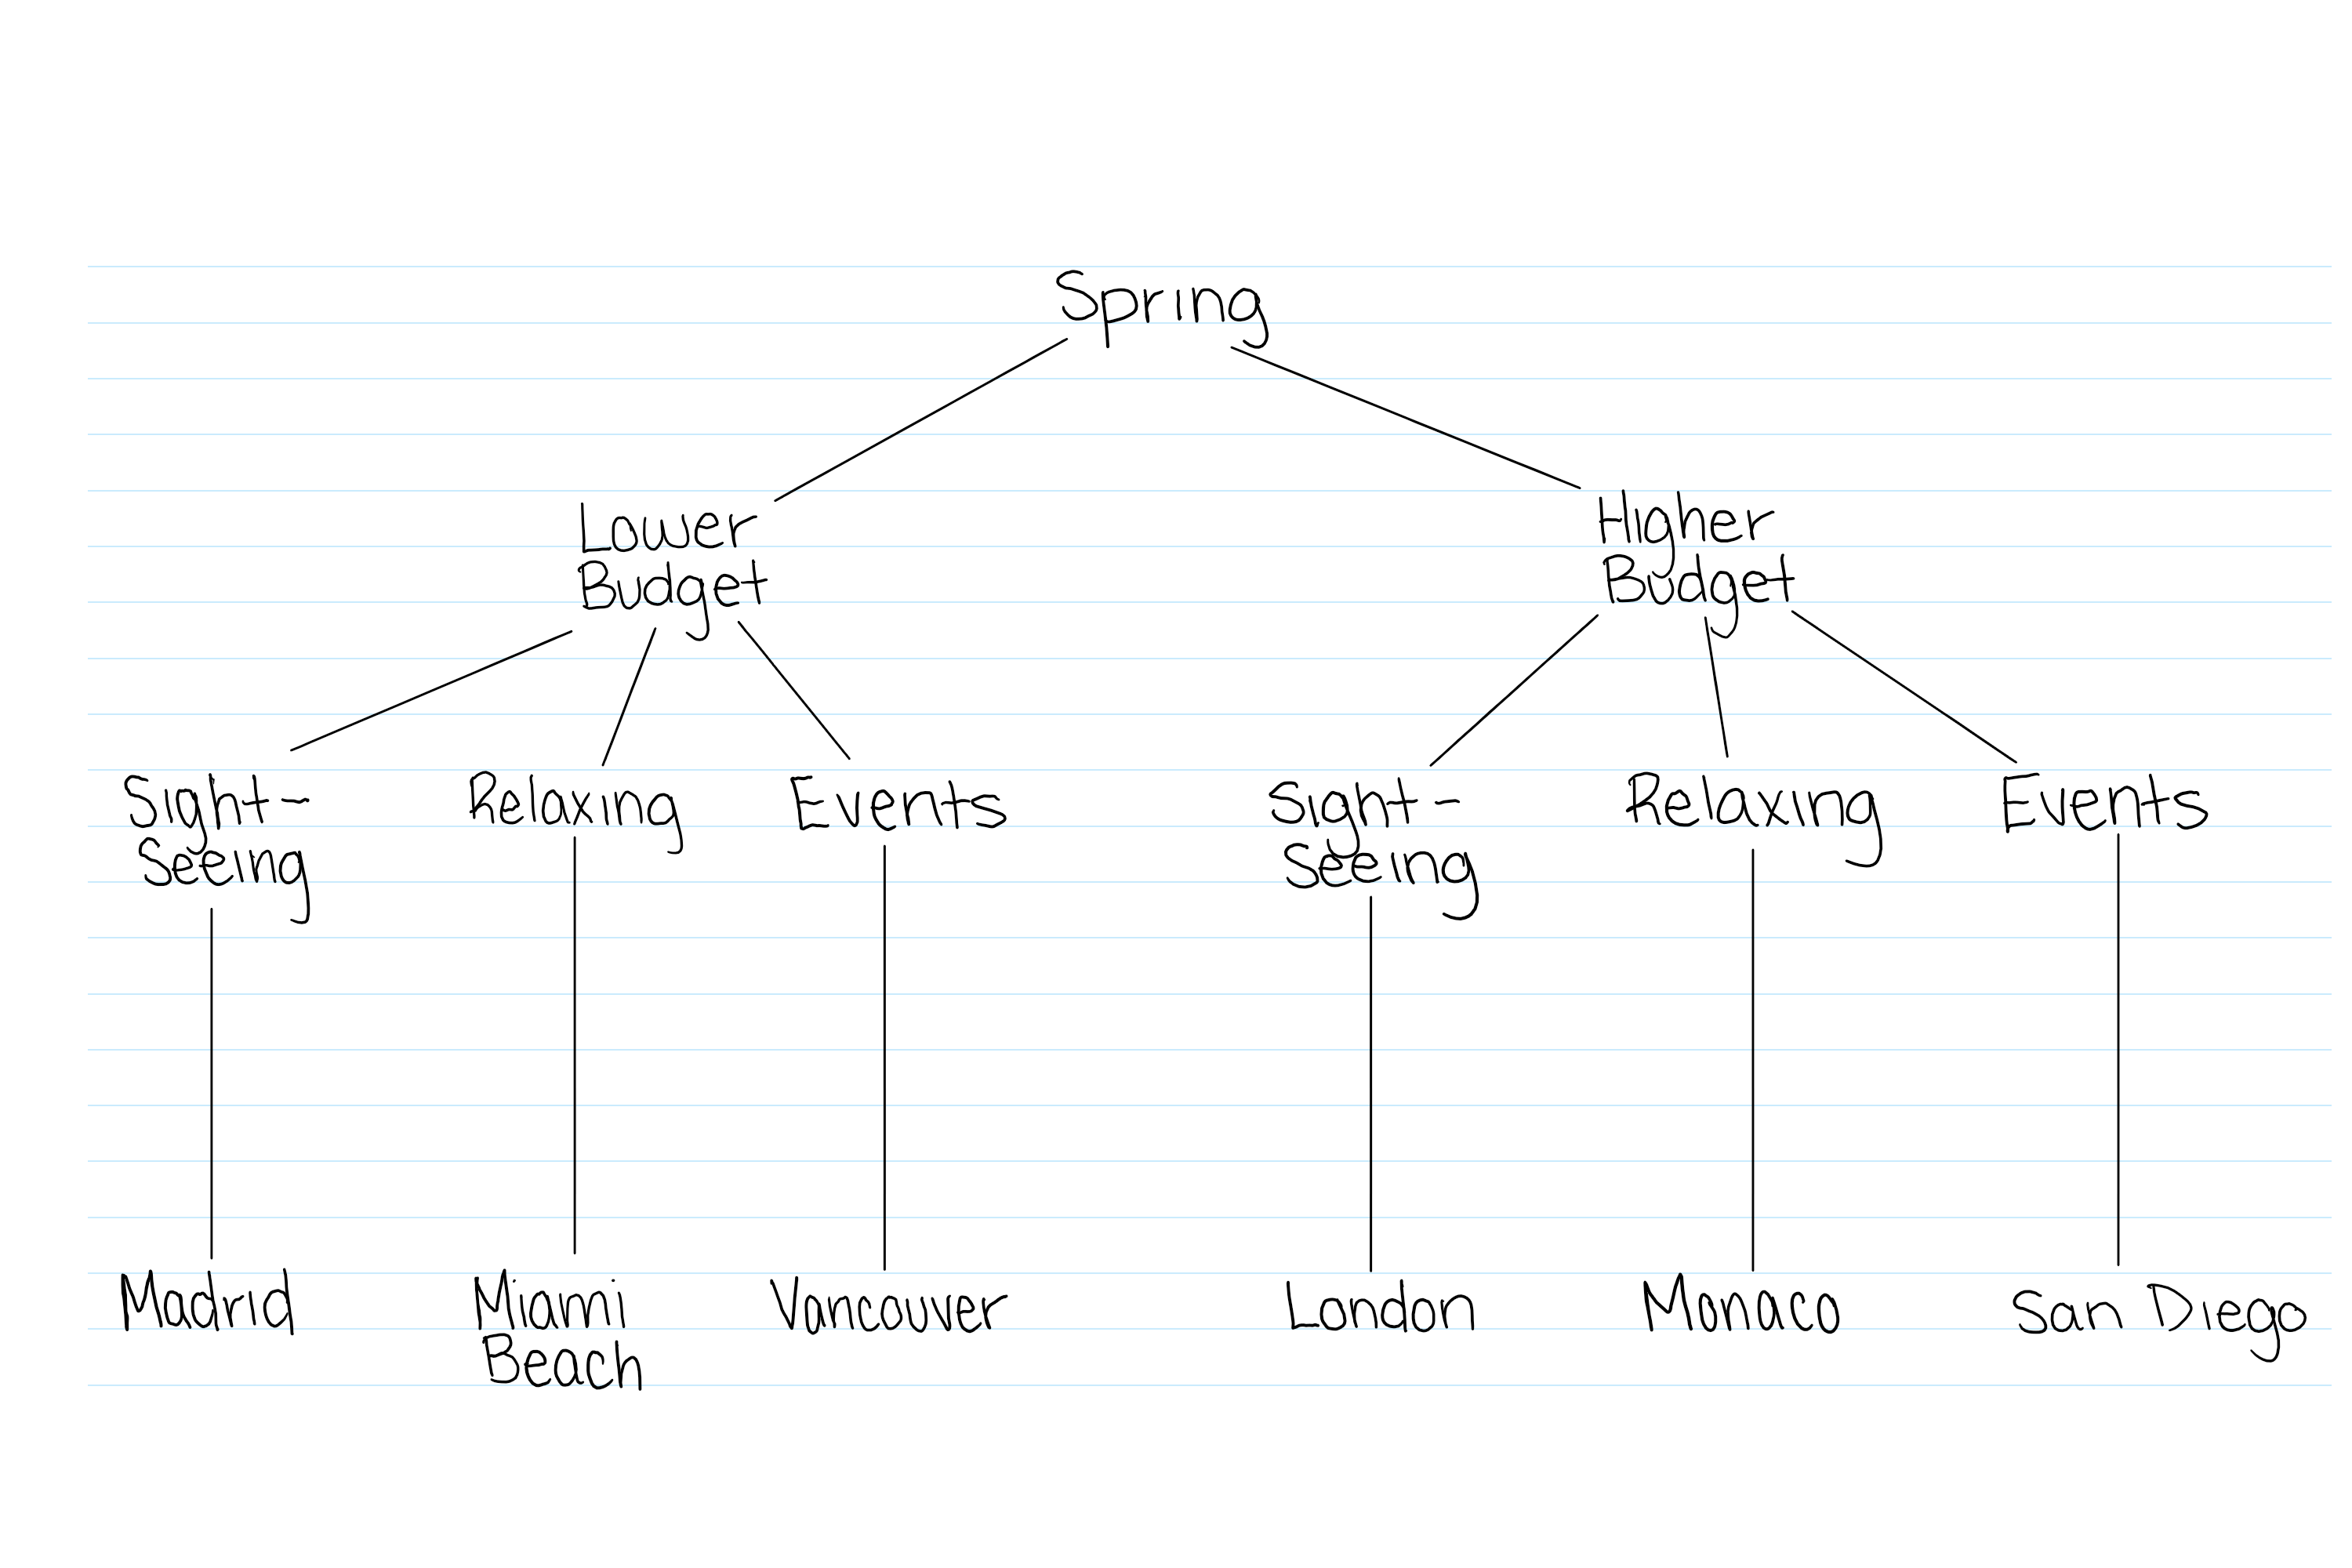 Spring
Lower
Budget
Higher
Budget
Sight-
Seeing
Relaxing
Events
Sight-
Seeing
Relaxing
Events
Madrid
Miami
Beach
Vancouver
London
Monaco
San Diego